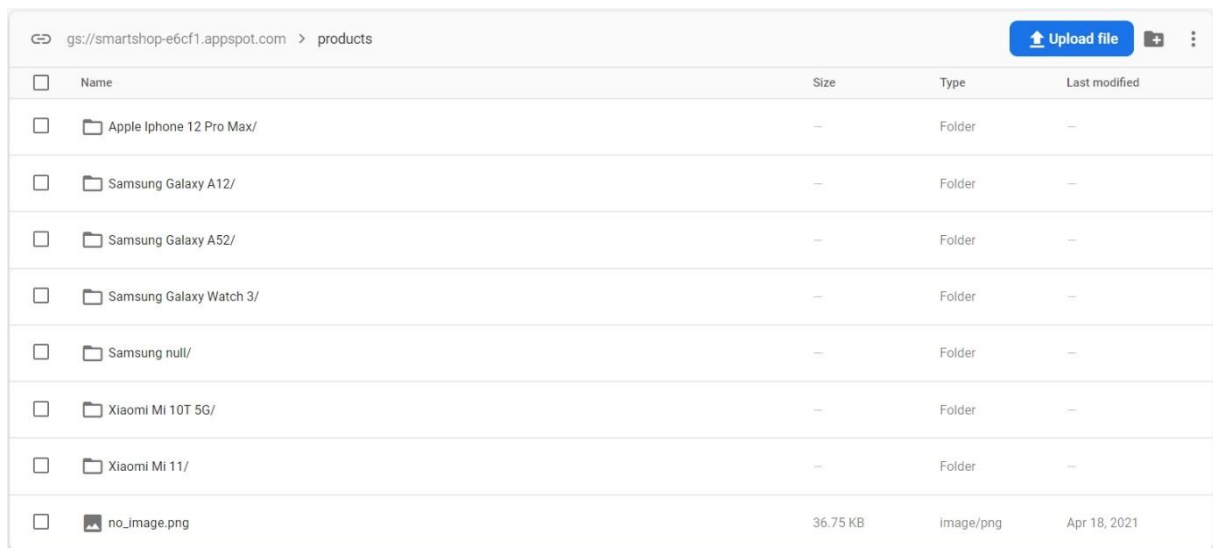 gs://smartshop-e6cf1.appspot.com > products Upload file
Name Size Type Last modified
Apple Iphone 12 Pro Max/ — Folder —
Samsung Galaxy A12/ — Folder —
Samsung Galaxy A52/ — Folder —
Samsung Galaxy Watch 3/ — Folder —
Samsung null/ — Folder —
Xiaomi Mi 10T 5G/ — Folder —
Xiaomi Mi 11/ — Folder —
no_image.png 36.75 KB image/png Apr 18, 2021